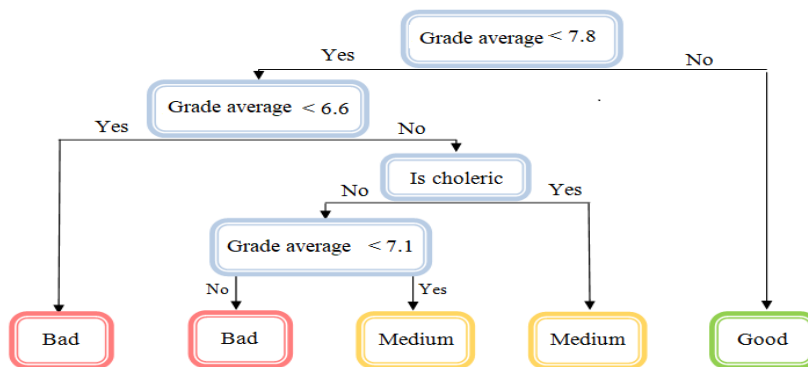 Grade average < 7.8
Yes
No
Grade average < 6.6
Yes
No
Is choleric
No
Yes
Grade average < 7.1
No
Yes
Bad
Bad
Medium
Medium
Good